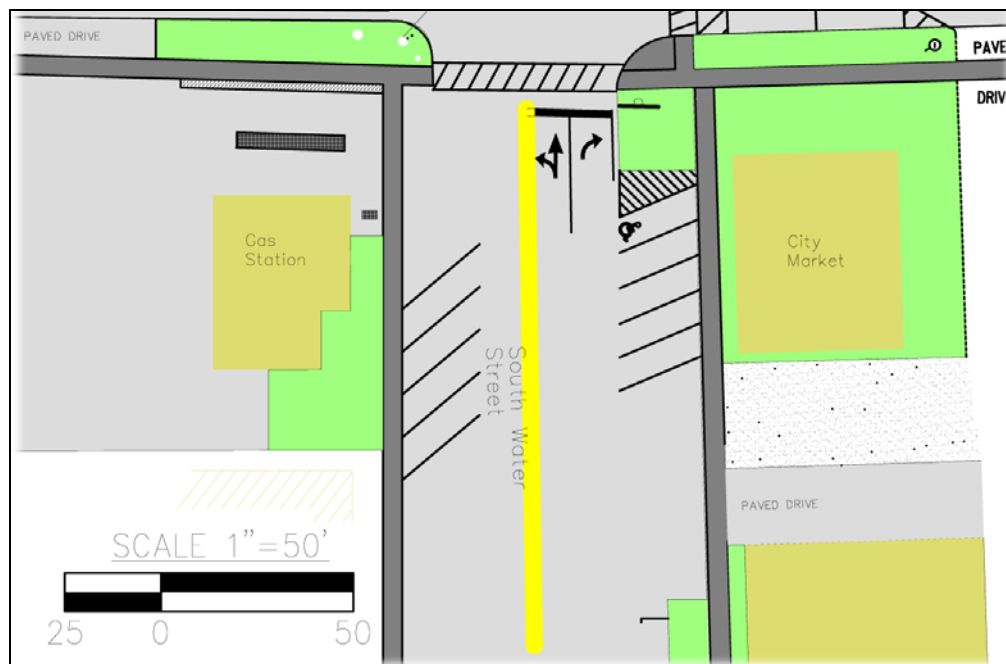 PAVED DRIVE
PAVE
DRIV
Gas
Station
City
Market
South Water
Street
PAVED DRIVE
SCALE 1"=50'
25 0 50